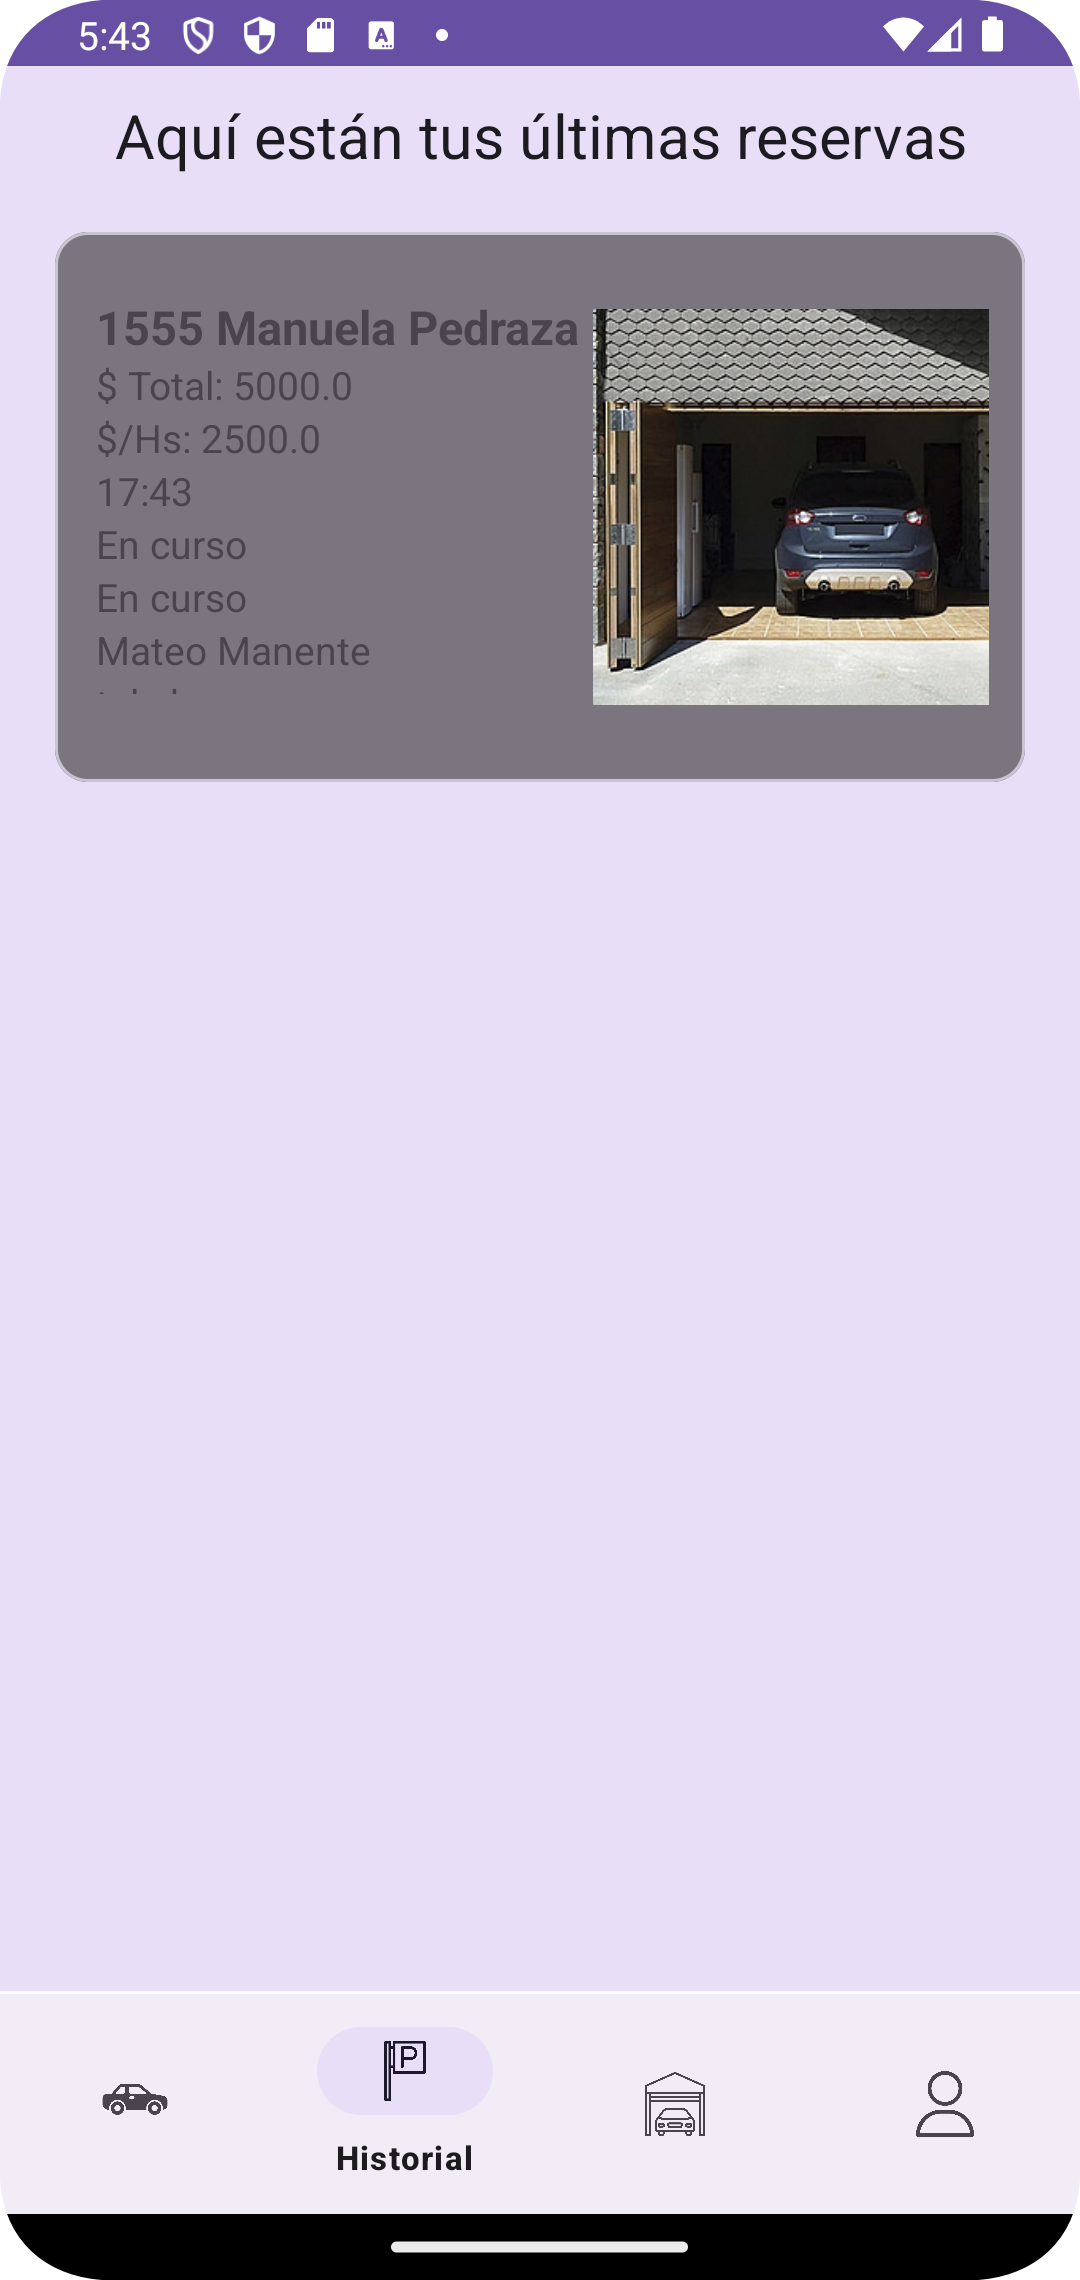 5:43
Aquí están tus últimas reservas
1555 Manuela Pedraza
$ Total: 5000.0
$/Hs: 2500.0
17:43
En curso
En curso
Mateo Manente
P
Historial